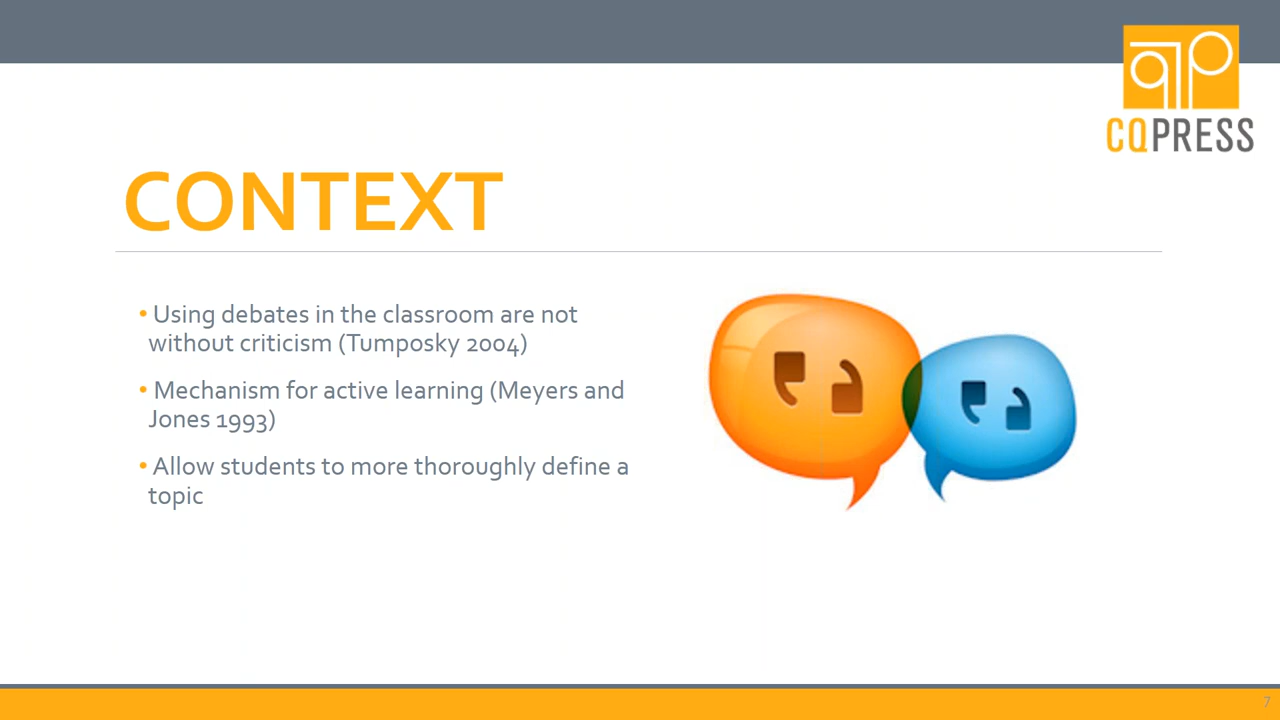 CQPRESS
CONTEXT
• Using debates in the classroom are not
without criticism (Tumposky 2004)
• Mechanism for active learning (Meyers and
Jones 1993)
• Allow students to more thoroughly define a
topic
7